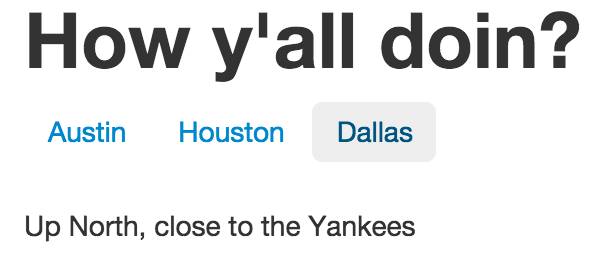 How y'all doin?
Austin Houston Dallas
Up North, close to the Yankees